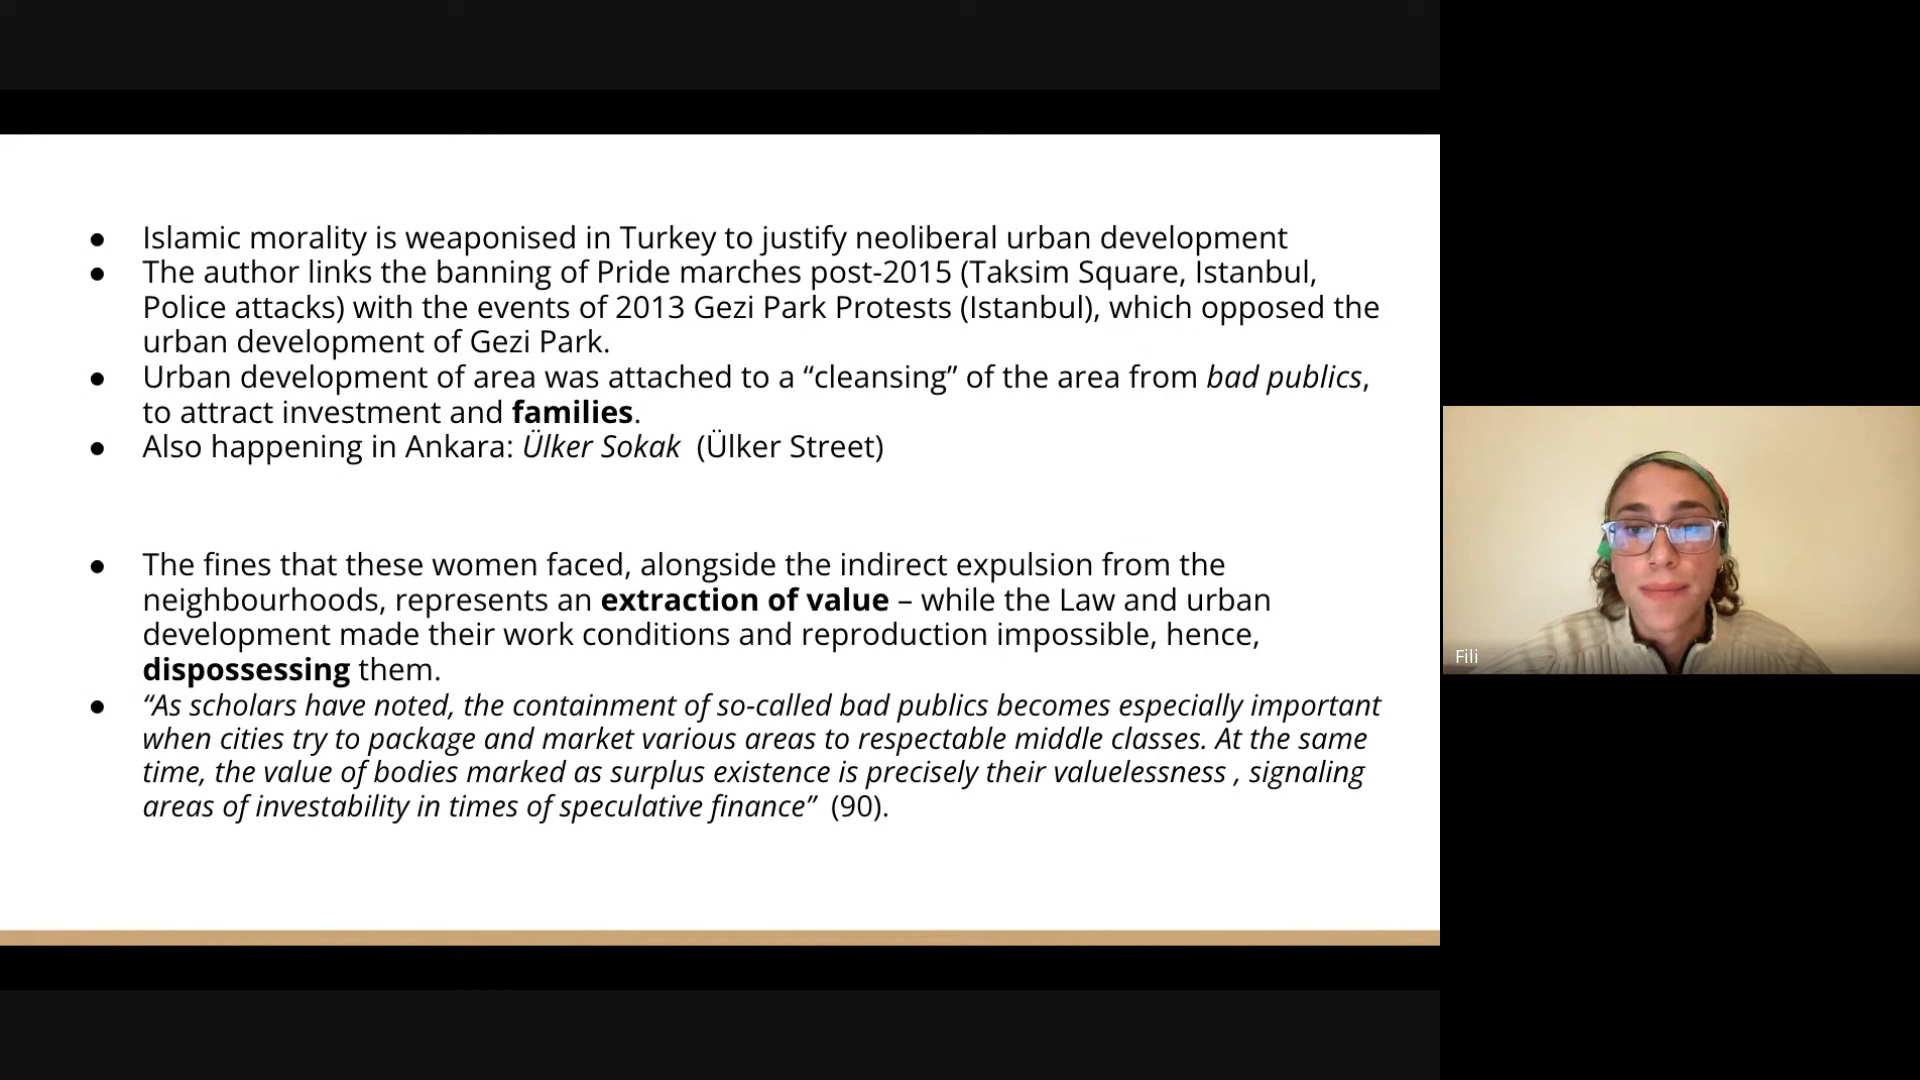 ● Islamic morality is weaponised in Turkey to justify neoliberal urban development
● The author links the banning of Pride marches post-2015 (Taksim Square, Istanbul,
Police attacks) with the events of 2013 Gezi Park Protests (Istanbul), which opposed the
urban development of Gezi Park.
● Urban development of area was attached to a “cleansing” of the area from bad publics,
to attract investment and families.
● Also happening in Ankara: Ülker Sokak (Ülker Street)
● The fines that these women faced, alongside the indirect expulsion from the
neighbourhoods, represents an extraction of value – while the Law and urban
development made their work conditions and reproduction impossible, hence,
dispossessing them.
● “As scholars have noted, the containment of so-called bad publics becomes especially important
when cities try to package and market various areas to respectable middle classes. At the same
time, the value of bodies marked as surplus existence is precisely their valuelessness , signaling
areas of investability in times of speculative finance” (90).
Fili